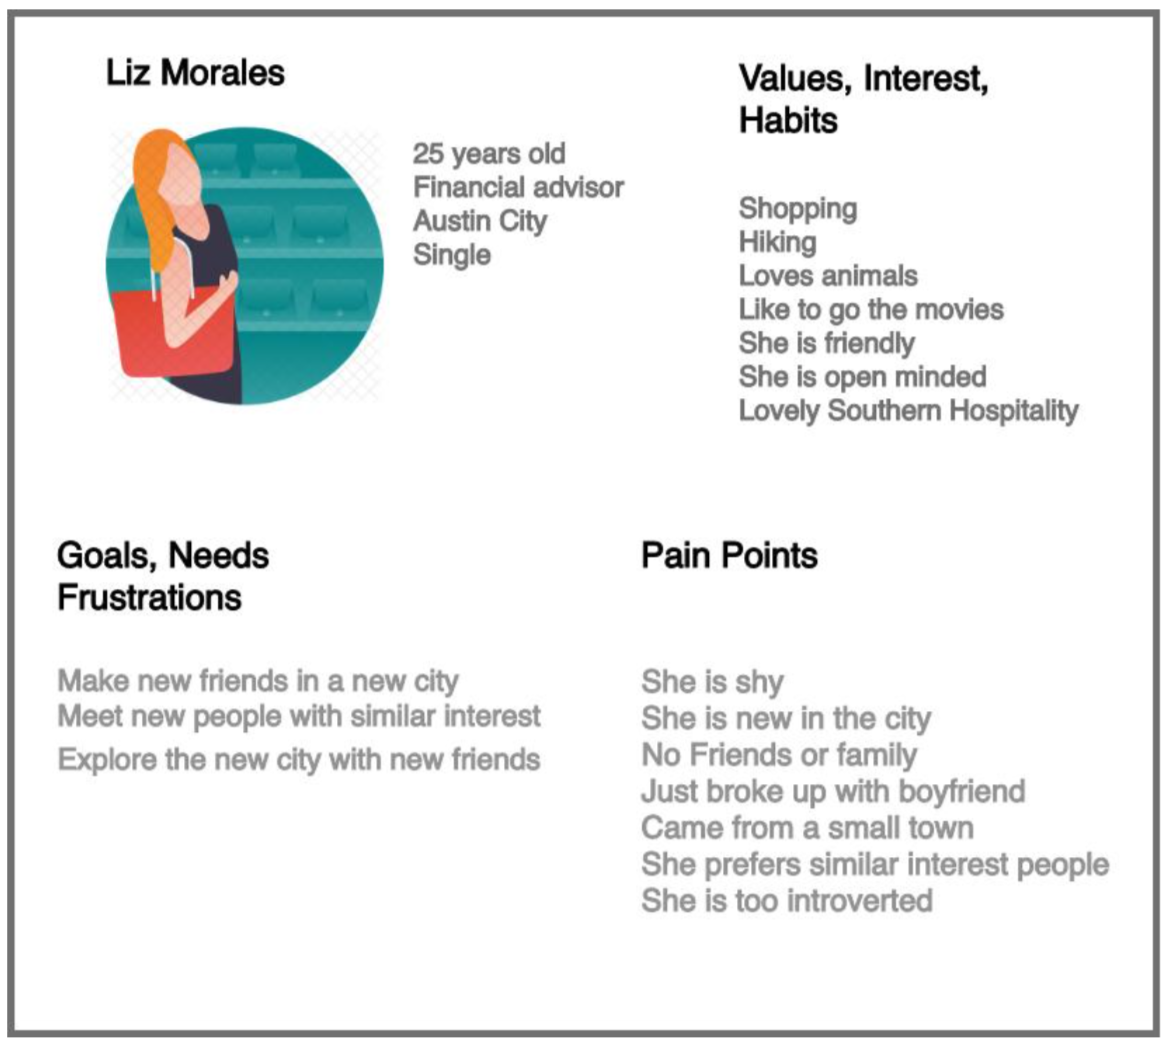 Liz Morales
25 years old
Financial advisor
Austin City
Single
Values, Interest,
Habits
Shopping
Hiking
Loves animals
Like to go the movies
She is friendly
She is open minded
Lovely Southern Hospitality
Goals, Needs
Frustrations
Make new friends in a new city
Meet new people with similar interest
Explore the new city with new friends
Pain Points
She is shy
She is new in the city
No Friends or family
Just broke up with boyfriend
Came from a small town
She prefers similar interest people
She is too introverted